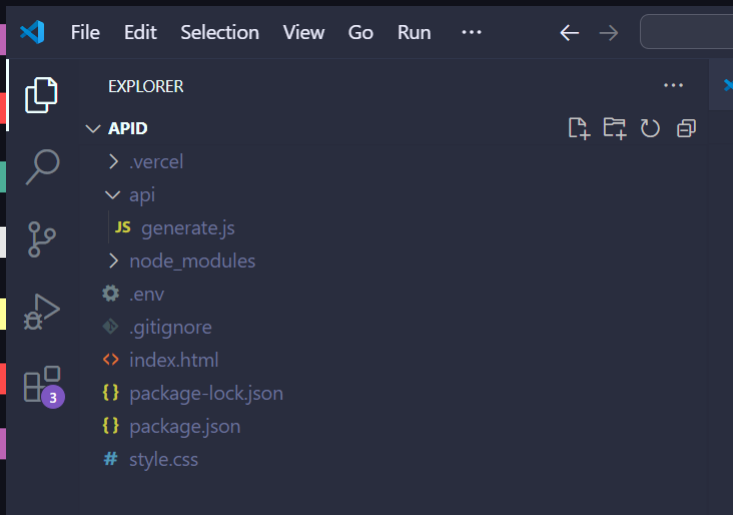 File Edit Selection View Go Run ···
EXPLORER ···
APID
.vercel
api
JS generate.js
node_modules
.env
.gitignore
<> index.html
{} package-lock.json
{} package.json
# style.css
3